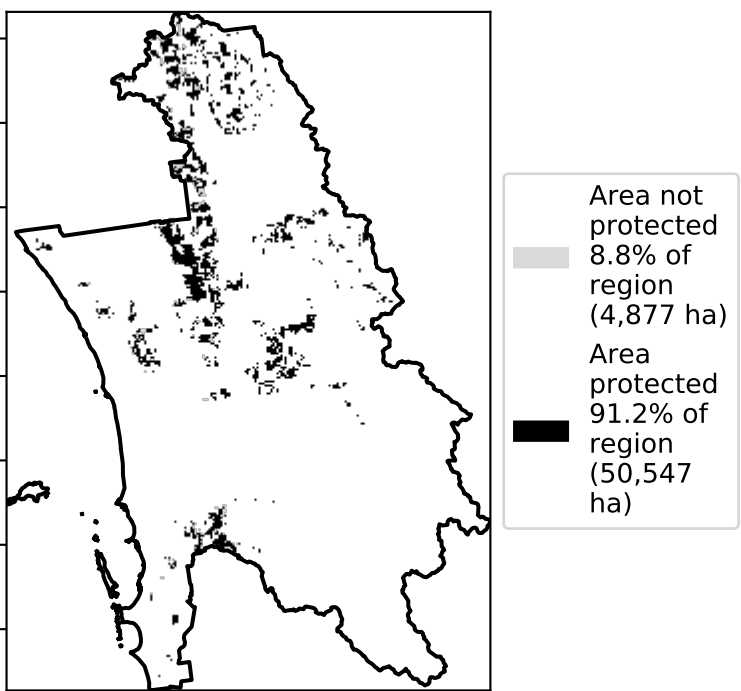 Area not
protected
8.8% of
region
(4,877 ha)
Area
protected
91.2% of
region
(50,547
ha)